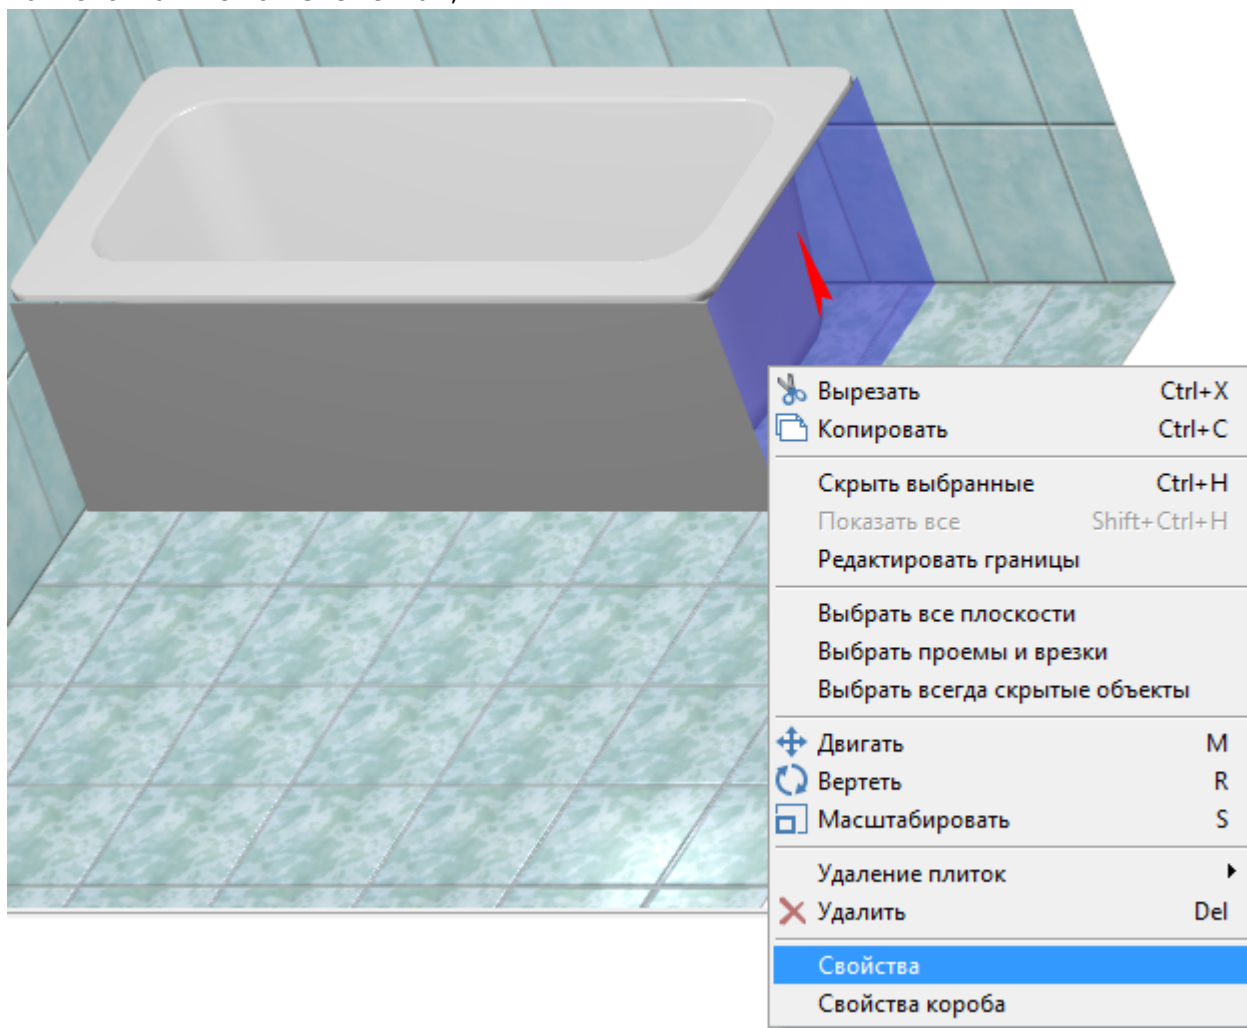 Вырезать Ctrl+X
Копировать Ctrl+C
Скрыть выбранные Ctrl+H
Показать все Shift+Ctrl+H
Редактировать границы
Выбрать все плоскости
Выбрать проемы и врезки
Выбрать всегда скрытые объекты
Двигать M
Вертеть R
Масштабировать S
Удаление плиток
Удалить Del
Свойства
Свойства короба